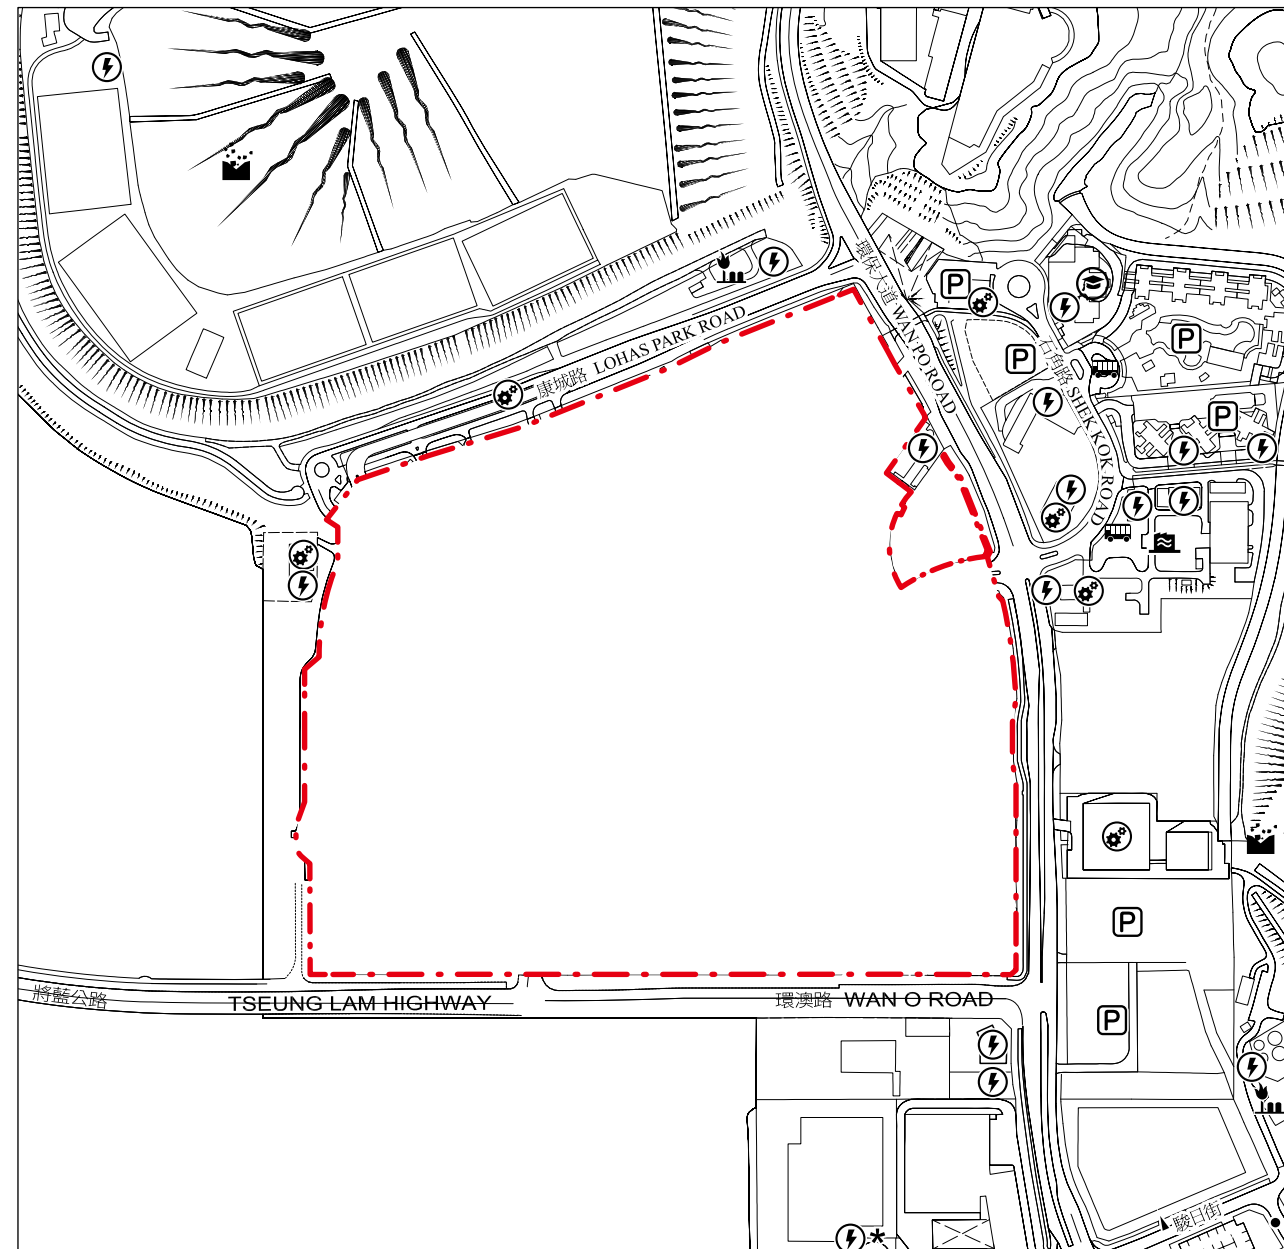 環保大道 WAN PO ROAD
康城路 LOHAS PARK ROAD
石角路 SHEK KOK ROAD
P
P
P
P
P
P
將藍公路
TSEUNG LAM HIGHWAY
環澳路 WAN O ROAD
駿日街
*